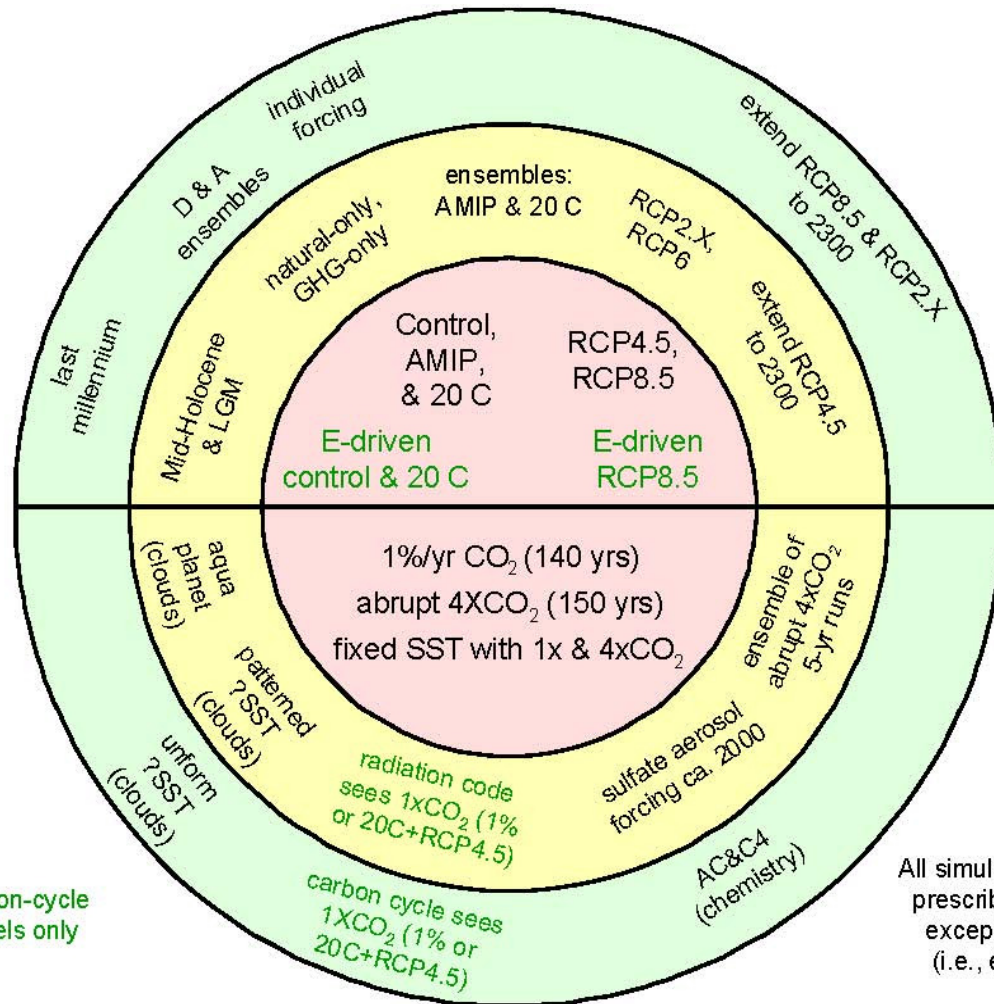 individual
forcing
D & A
ensembles
last
millennium
extend RCP8.5 & RCP2.X
to 2300
ensembles:
AMIP & 20 C
natural-only,
GHG-only
Mid-Holocene
& LGM
RCP2.X,
RCP6
extend RCP4.5
to 2300
Control,
AMIP,
& 20 C
RCP4.5,
RCP8.5
E-driven
control & 20 C
E-driven
RCP8.5
1%/yr CO₂ (140 yrs)
abrupt 4XCO₂ (150 yrs)
fixed SST with 1x & 4xCO₂
aqua
planet
(clouds)
patterned
?SST
(clouds)
unform
?SST
(clouds)
radiation code
sees 1xCO₂ (1%
or 20C+RCP4.5)
carbon cycle sees
1XCO₂ (1% or
20C+RCP4.5)
ensemble of
abrupt 4xCO₂
5-yr runs
sulfate aerosol
forcing ca. 2000
AC&C4
(chemistry)
on-cycle
els only
All simul
prescrib
excep
(i.e., e